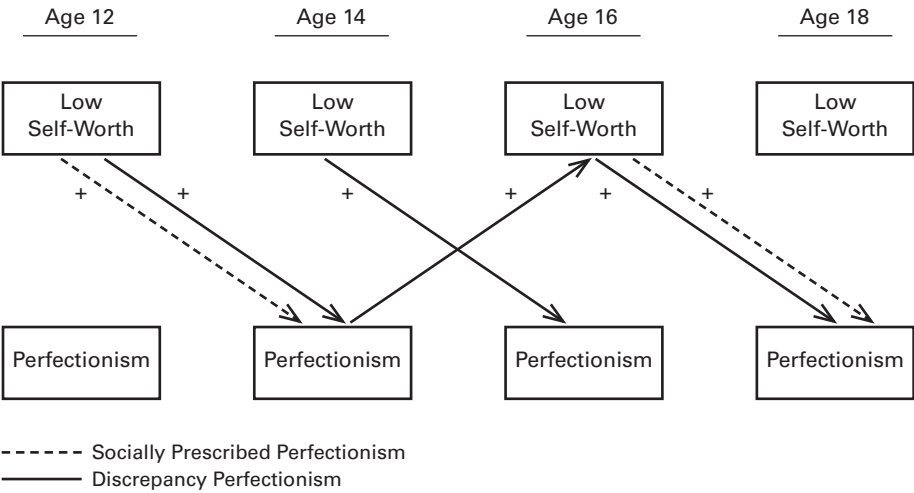 Age 12 Age 14 Age 16 Age 18
Low Low Low Low
Self-Worth Self-Worth Self-Worth Self-Worth
+ + + + + +
Perfectionism Perfectionism Perfectionism Perfectionism
Socially Prescribed Perfectionism
Discrepancy Perfectionism